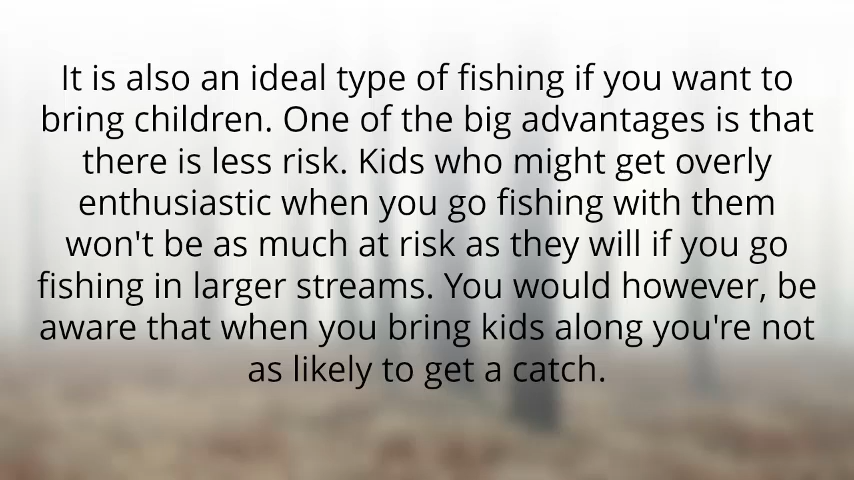 It is also an ideal type of fishing if you want to
bring children. One of the big advantages is that
there is less risk. Kids who might get overly
enthusiastic when you go fishing with them
won't be as much at risk as they will if you go
fishing in larger streams. You would however, be
aware that when you bring kids along you're not
as likely to get a catch.